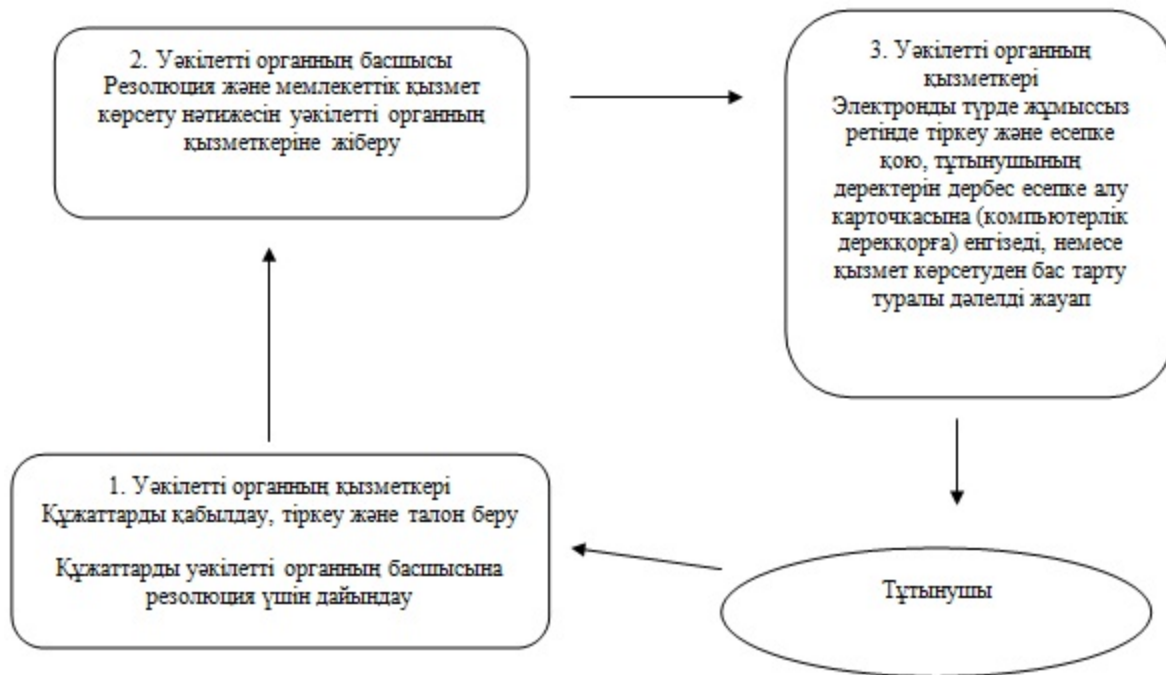 2. Уәкілетті органның басшысы
Резолюция және мемлекеттік қызмет
көрсету нәтижесін уәкілетті органның
қызметкеріне жіберу
3. Уәкілетті органның
қызметкері
Электронды түрде жұмыссыз
ретінде тіркеу және есепке
қою, тұтынушының
деректерін дербес есепке алу
карточкасына (компьютерлік
дерекқорға) енгізеді, немесе
қызмет көрсетуден бас тарту
туралы дәлелді жауап
1. Уәкілетті органның қызметкері
Құжаттарды қабылдау, тіркеу және талон беру
Құжаттарды уәкілетті органның басшысына
резолюция үшін дайындау
Тұтынушы